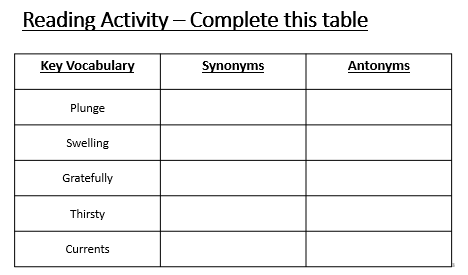 Reading Activity – Complete this table
Key Vocabulary Synonyms Antonyms
Plunge
Swelling
Gratefully
Thirsty
Currents